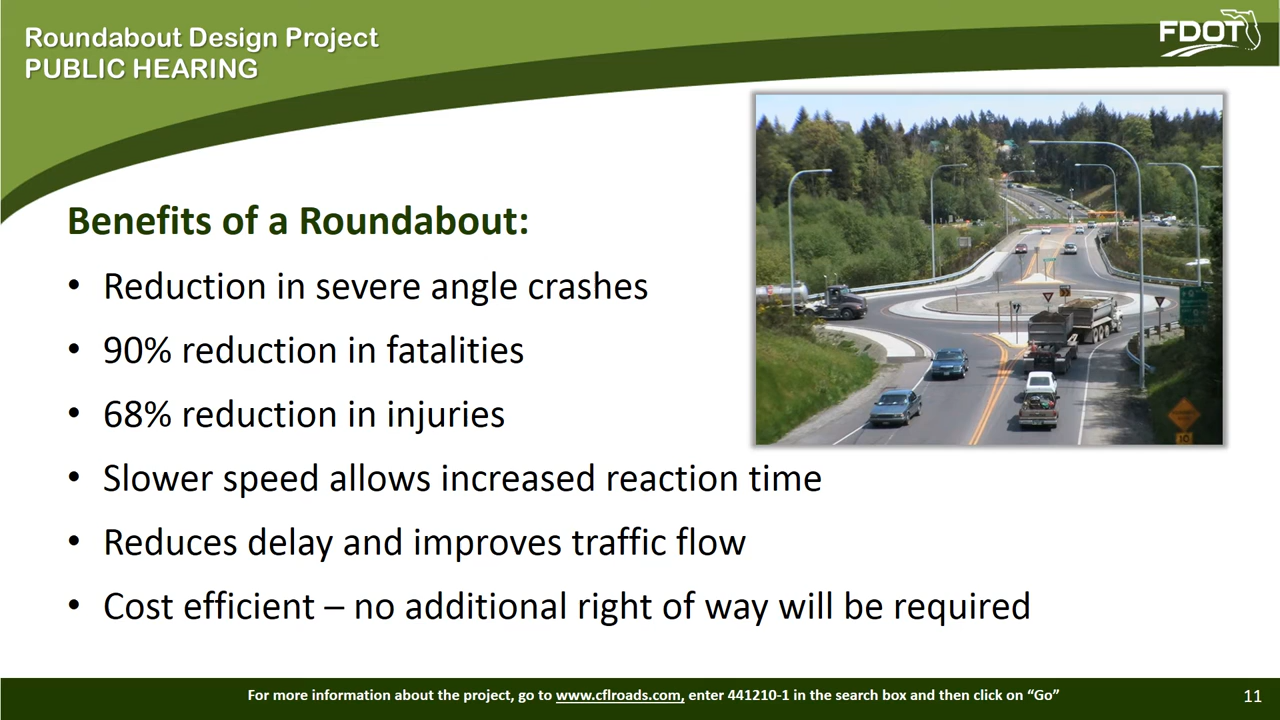 Roundabout Design Project
PUBLIC HEARING
FDOT
Benefits of a Roundabout:
• Reduction in severe angle crashes
• 90% reduction in fatalities
• 68% reduction in injuries
• Slower speed allows increased reaction time
• Reduces delay and improves traffic flow
• Cost efficient – no additional right of way will be required
For more information about the project, go to www.cflroads.com, enter 441210-1 in the search box and then click on “Go”
11